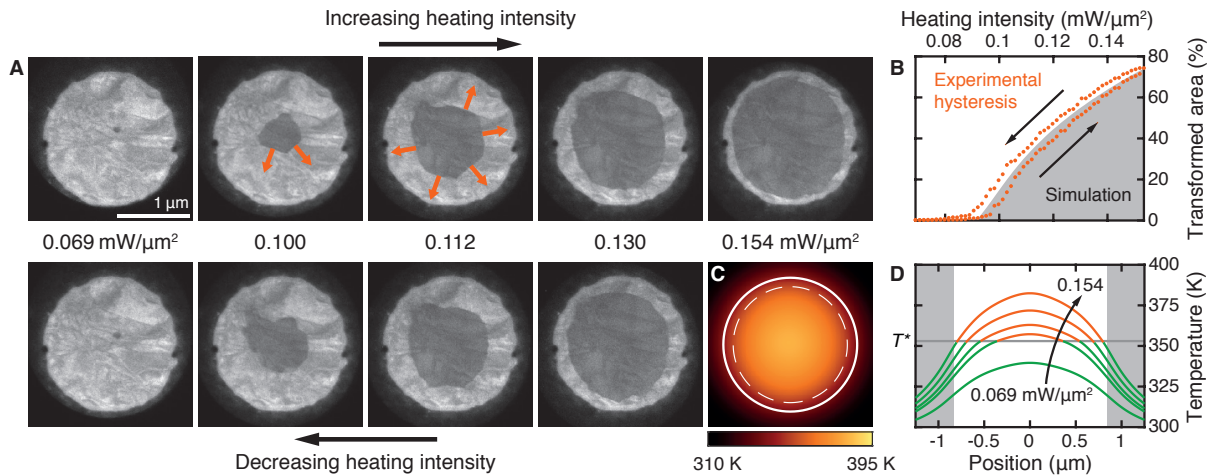 Increasing heating intensity
A
1 µm
0.069 mW/µm²
0.100
0.112
0.130
0.154 mW/µm²
Decreasing heating intensity
Heating intensity (mW/µm²)
0.08 0.1 0.12 0.14
B
Experimental
hysteresis
Simulation
80
60
40
20
0
Transformed area (%)
C
310 K 395 K
D
0.154
T*
0.069 mW/µm²
400
375
350
325
300
Temperature (K)
-1 -0.5 0 0.5 1
Position (µm)